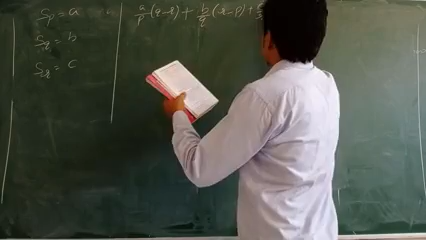 Sp = a
Sq = b
Sr = c
a/p (q-r) + b/q (r-p) +